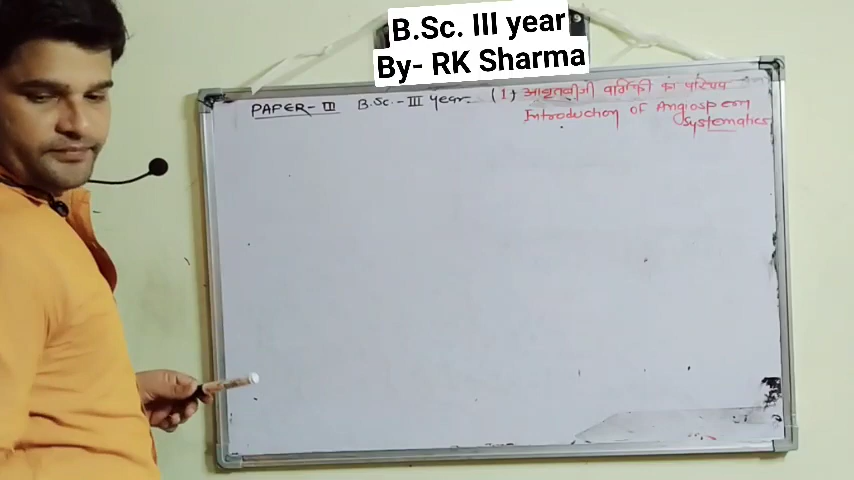 B.Sc. III year
By- RK Sharma
PAPER-III B.Sc.-III Year. (1) आवृतबीजी वर्गिकी का परिचय
Introduction of Angiosperm
Systematics